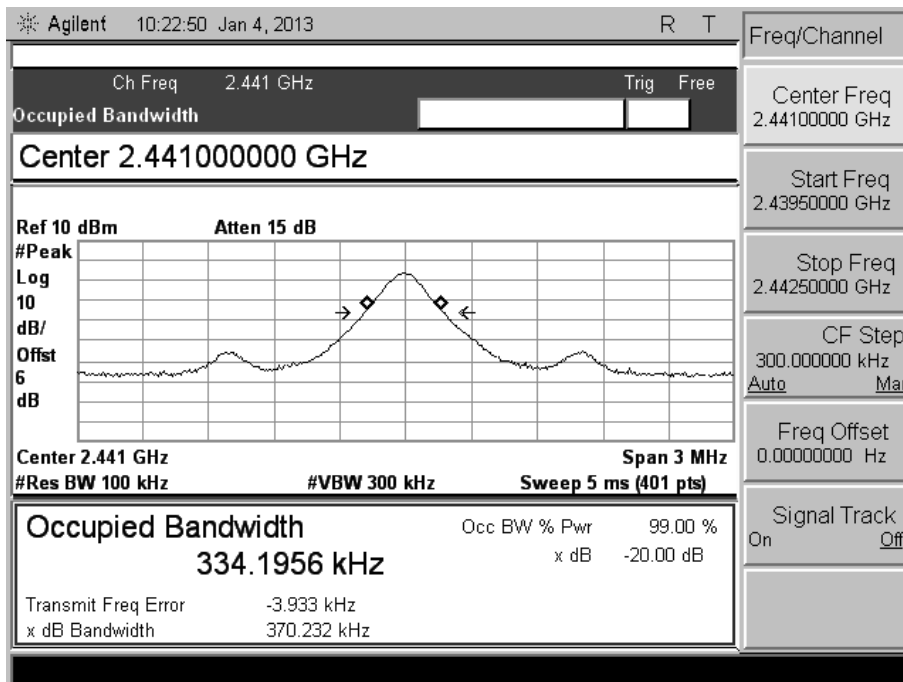 Agilent 10:22:50 Jan 4, 2013 R T
Freq/Channel
Ch Freq 2.441 GHz Trig Free
Occupied Bandwidth
Center 2.441000000 GHz
Ref 10 dBm Atten 15 dB
#Peak
Log
10
dB/
Offst
6
dB
Center 2.441 GHz Span 3 MHz
#Res BW 100 kHz #VBW 300 kHz Sweep 5 ms (401 pts)
Occupied Bandwidth Occ BW % Pwr 99.00 %
334.1956 kHz x dB -20.00 dB
Transmit Freq Error -3.933 kHz
x dB Bandwidth 370.232 kHz
Center Freq
2.44100000 GHz
Start Freq
2.43950000 GHz
Stop Freq
2.44250000 GHz
CF Step
300.000000 kHz
Auto Ma
Freq Offset
0.00000000 Hz
Signal Track
On Off